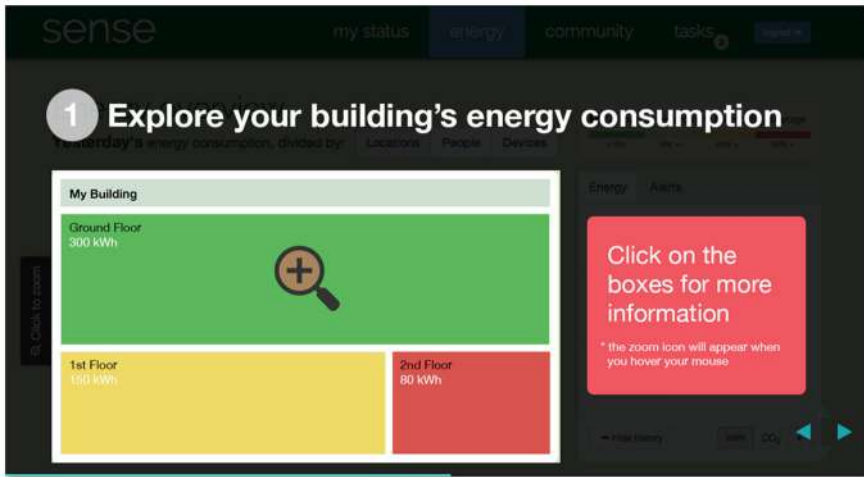 sense
my status
energy
community
tasks
1 Explore your building's energy consumption
Yesterday's energy consumption, divided by:
Locations
People
Devices
My Building
Ground Floor
300 kWh
1st Floor
150 kWh
2nd Floor
80 kWh
Click to zoom
Energy
Alerts
Click on the
boxes for more
information
* the zoom icon will appear when
you hover your mouse
CO₂